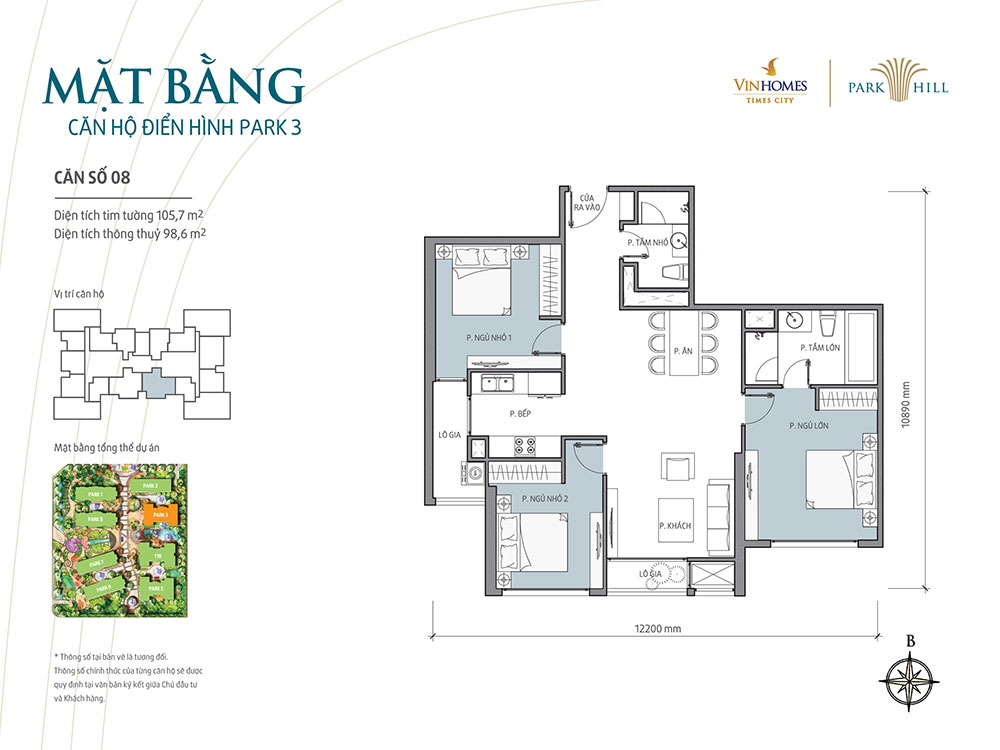 MẶT BẰNG
CĂN HỘ ĐIỂN HÌNH PARK 3
VINHOMES
TIMES CITY
PARK HILL
CĂN SỐ 08
Diện tích tim tường 105,7 m²
Diện tích thông thuỷ 98,6 m²
Vị trí căn hộ
Mặt bằng tổng thể dự án
PARK 1
PARK 2
PARK 3
PARK 8
T18
PARK 7
PARK 6
PARK 5
* Thông số tại bản vẽ là tương đối.
Thông số chính thức của từng căn hộ sẽ được
quy định tại văn bản ký kết giữa Chủ đầu tư
và Khách hàng.
CỬA
RA VÀO
P. TẮM NHỎ
P. NGỦ NHỎ 1
P. ĂN
P. TẮM LỚN
P. BẾP
LÔ GIA
P. NGỦ LỚN
P. NGỦ NHỎ 2
P. KHÁCH
LÔ GIA
10890 mm
12200 mm
B